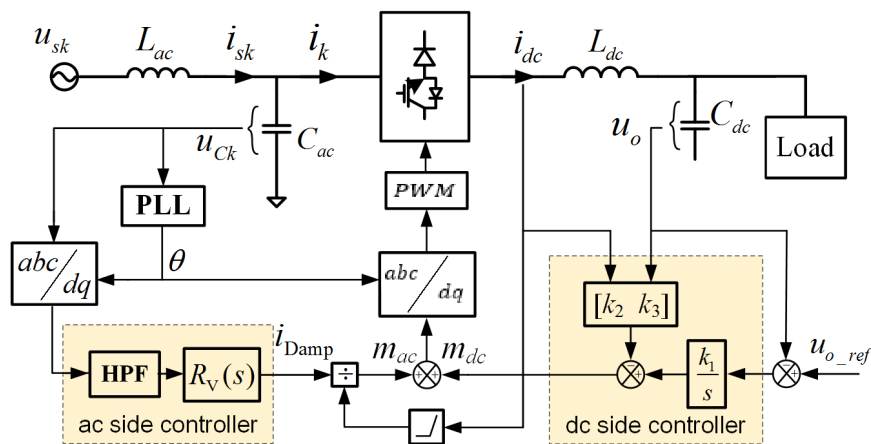 u_sk
L_ac
i_sk
i_k
i_dc
L_dc
u_Ck
C_ac
u_o
C_dc
Load
PLL
PWM
abc
dq
θ
abc
dq
[k_2 k_3]
i_Damp
m_ac
m_dc
u_o_ref
HPF
R_V(s)
÷
+ +
− +
k_1
s
− +
ac side controller
dc side controller